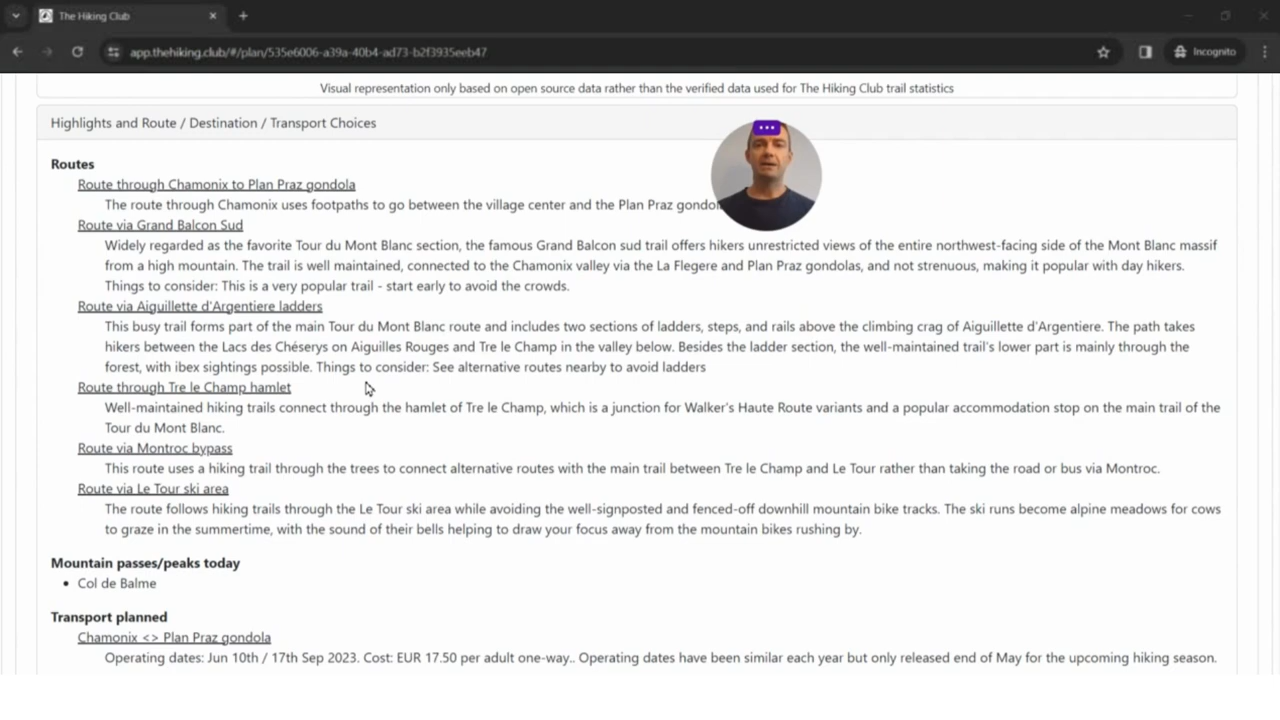 The Hiking Club
app.thehiking.club/#/plan/535e6006-a39a-40b4-ad73-b2f3935eeb47
Incognito
Visual representation only based on open source data rather than the verified data used for The Hiking Club trail statistics
Highlights and Route / Destination / Transport Choices
Routes
Route through Chamonix to Plan Praz gondola
The route through Chamonix uses footpaths to go between the village center and the Plan Praz
Route via Grand Balcon Sud
Widely regarded as the favorite Tour du Mont Blanc section, the famous Grand Balcon sud trail offers hikers unrestricted views of the entire northwest-facing side of the Mont Blanc massif
from a high mountain. The trail is well maintained, connected to the Chamonix valley via the La Flegere and Plan Praz gondolas, and not strenuous, making it popular with day hikers.
Things to consider: This is a very popular trail - start early to avoid the crowds.
Route via Aiguillette d'Argentiere ladders
This busy trail forms part of the main Tour du Mont Blanc route and includes two sections of ladders, steps, and rails above the climbing crag of Aiguillette d'Argentiere. The path takes
hikers between the Lacs des Chéserys on Aiguilles Rouges and Tre le Champ in the valley below. Besides the ladder section, the well-maintained trail's lower part is mainly through the
forest, with ibex sightings possible. Things to consider: See alternative routes nearby to avoid ladders
Route through Tre le Champ hamlet
Well-maintained hiking trails connect through the hamlet of Tre le Champ, which is a junction for Walker's Haute Route variants and a popular accommodation stop on the main trail of the
Tour du Mont Blanc.
Route via Montroc bypass
This route uses a hiking trail through the trees to connect alternative routes with the main trail between Tre le Champ and Le Tour rather than taking the road or bus via Montroc.
Route via Le Tour ski area
The route follows hiking trails through the Le Tour ski area while avoiding the well-signposted and fenced-off downhill mountain bike tracks. The ski runs become alpine meadows for cows
to graze in the summertime, with the sound of their bells helping to draw your focus away from the mountain bikes rushing by.
Mountain passes/peaks today
• Col de Balme
Transport planned
Chamonix <> Plan Praz gondola
Operating dates: Jun 10th / 17th Sep 2023. Cost: EUR 17.50 per adult one-way.. Operating dates have been similar each year but only released end of May for the upcoming hiking season.